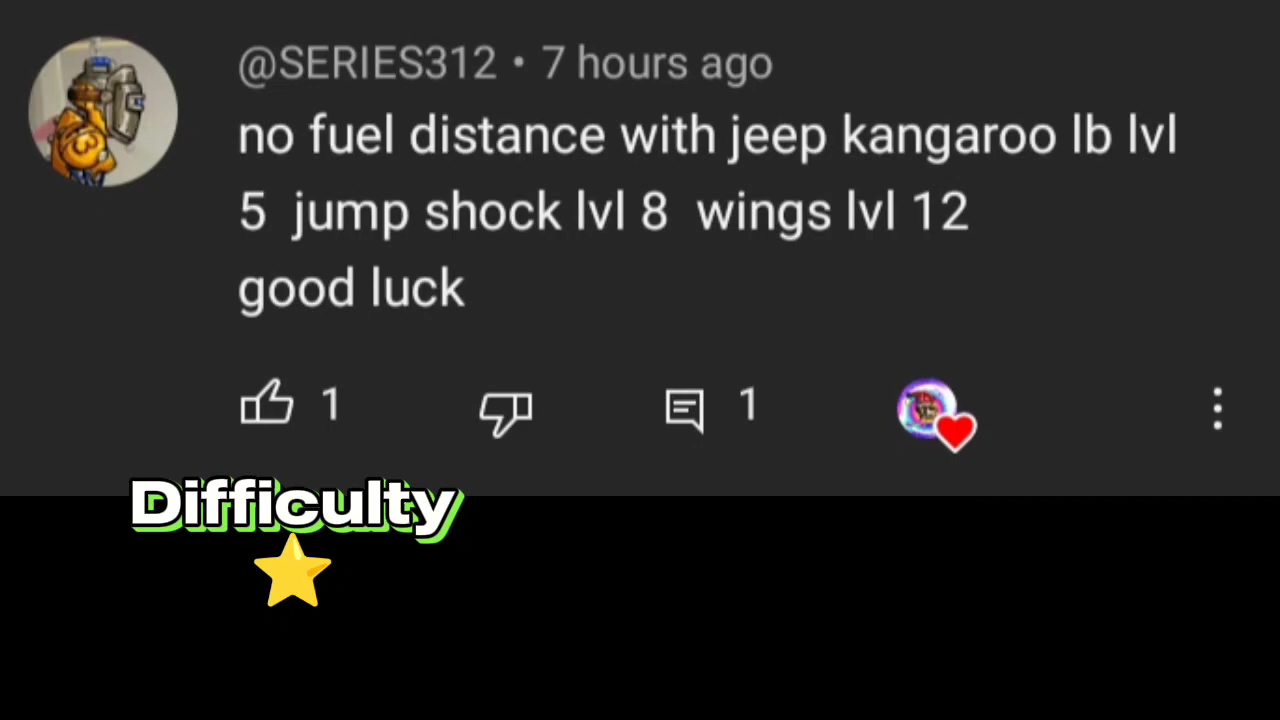 @SERIES312 • 7 hours ago
no fuel distance with jeep kangaroo lb lvl
5 jump shock lvl 8 wings lvl 12
good luck
1 1
Difficulty